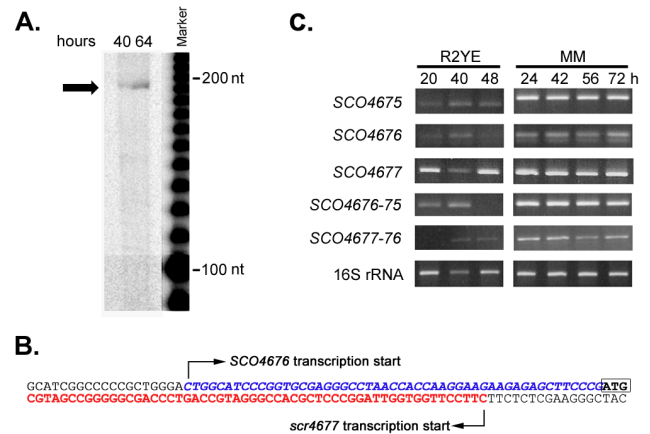 A.
hours 40 64 Marker
200 nt
100 nt
C.
R2YE MM
20 40 48 24 42 56 72 h
SCO4675
SCO4676
SCO4677
SCO4676-75
SCO4677-76
16S rRNA
B.
SCO4676 transcription start
GCATCGGCCCCCGCTGGGACTGGCATCCCGGTGCGAGGGCCTAACCACCAAGGAAGAAGAGAGCTTCCCGATG
CGTAGCCGGGGGCGACCCTGACCGTAGGGCCACGCTCCCGGATTGGTGGTTCCTTCTTCTCTCGAAGGGCTAC
scr4677 transcription start